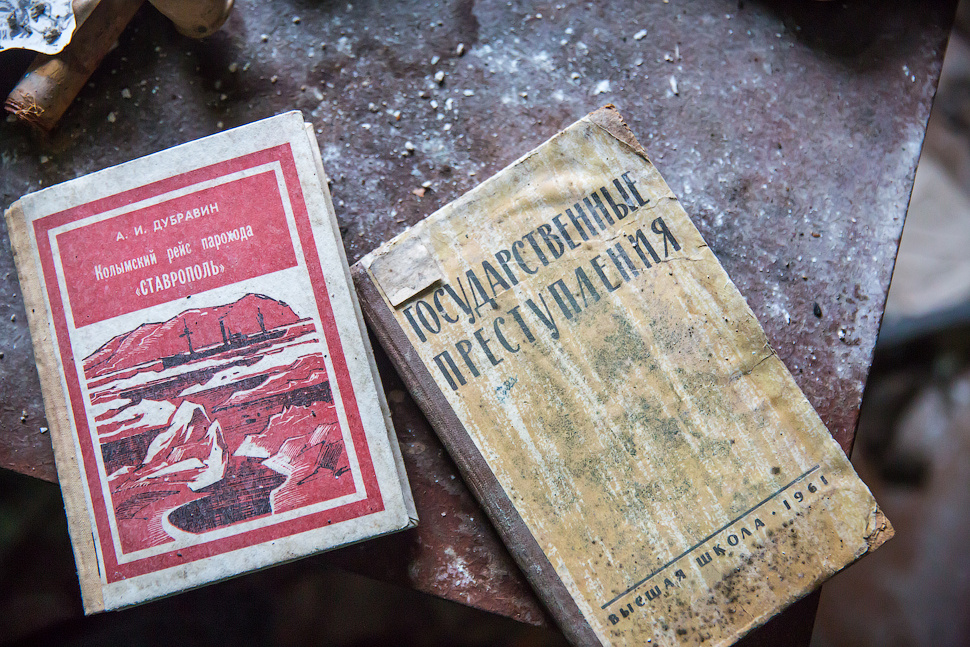 А. И. ДУБРАВИН
Колымский рейс парохода
«СТАВРОПОЛЬ»
ГОСУДАРСТВЕННЫЕ
ПРЕСТУПЛЕНИЯ
ВЫСШАЯ ШКОЛА • 1961